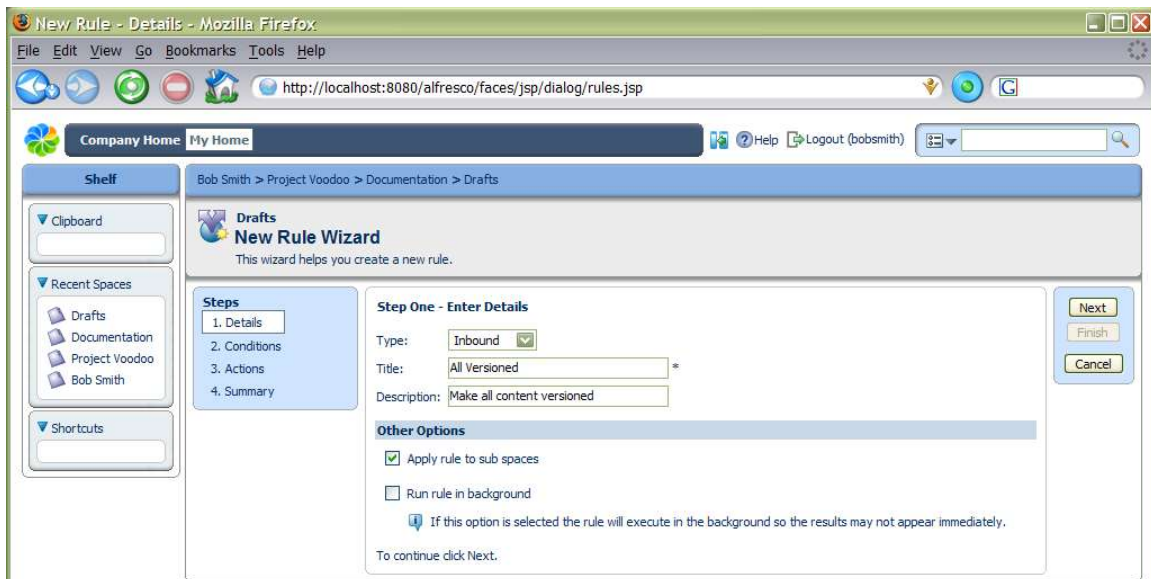 New Rule - Details - Mozilla Firefox
File Edit View Go Bookmarks Tools Help
http://localhost:8080/alfresco/faces/jsp/dialog/rules.jsp
G
Company Home My Home
Help Logout (bobsmith)
Shelf
Bob Smith > Project Voodoo > Documentation > Drafts
Clipboard
Drafts
New Rule Wizard
This wizard helps you create a new rule.
Recent Spaces
Drafts
Documentation
Project Voodoo
Bob Smith
Shortcuts
Steps
1. Details
2. Conditions
3. Actions
4. Summary
Step One - Enter Details
Type: Inbound
Title: All Versioned *
Description: Make all content versioned
Other Options
Apply rule to sub spaces
Run rule in background
If this option is selected the rule will execute in the background so the results may not appear immediately.
To continue click Next.
Next
Finish
Cancel